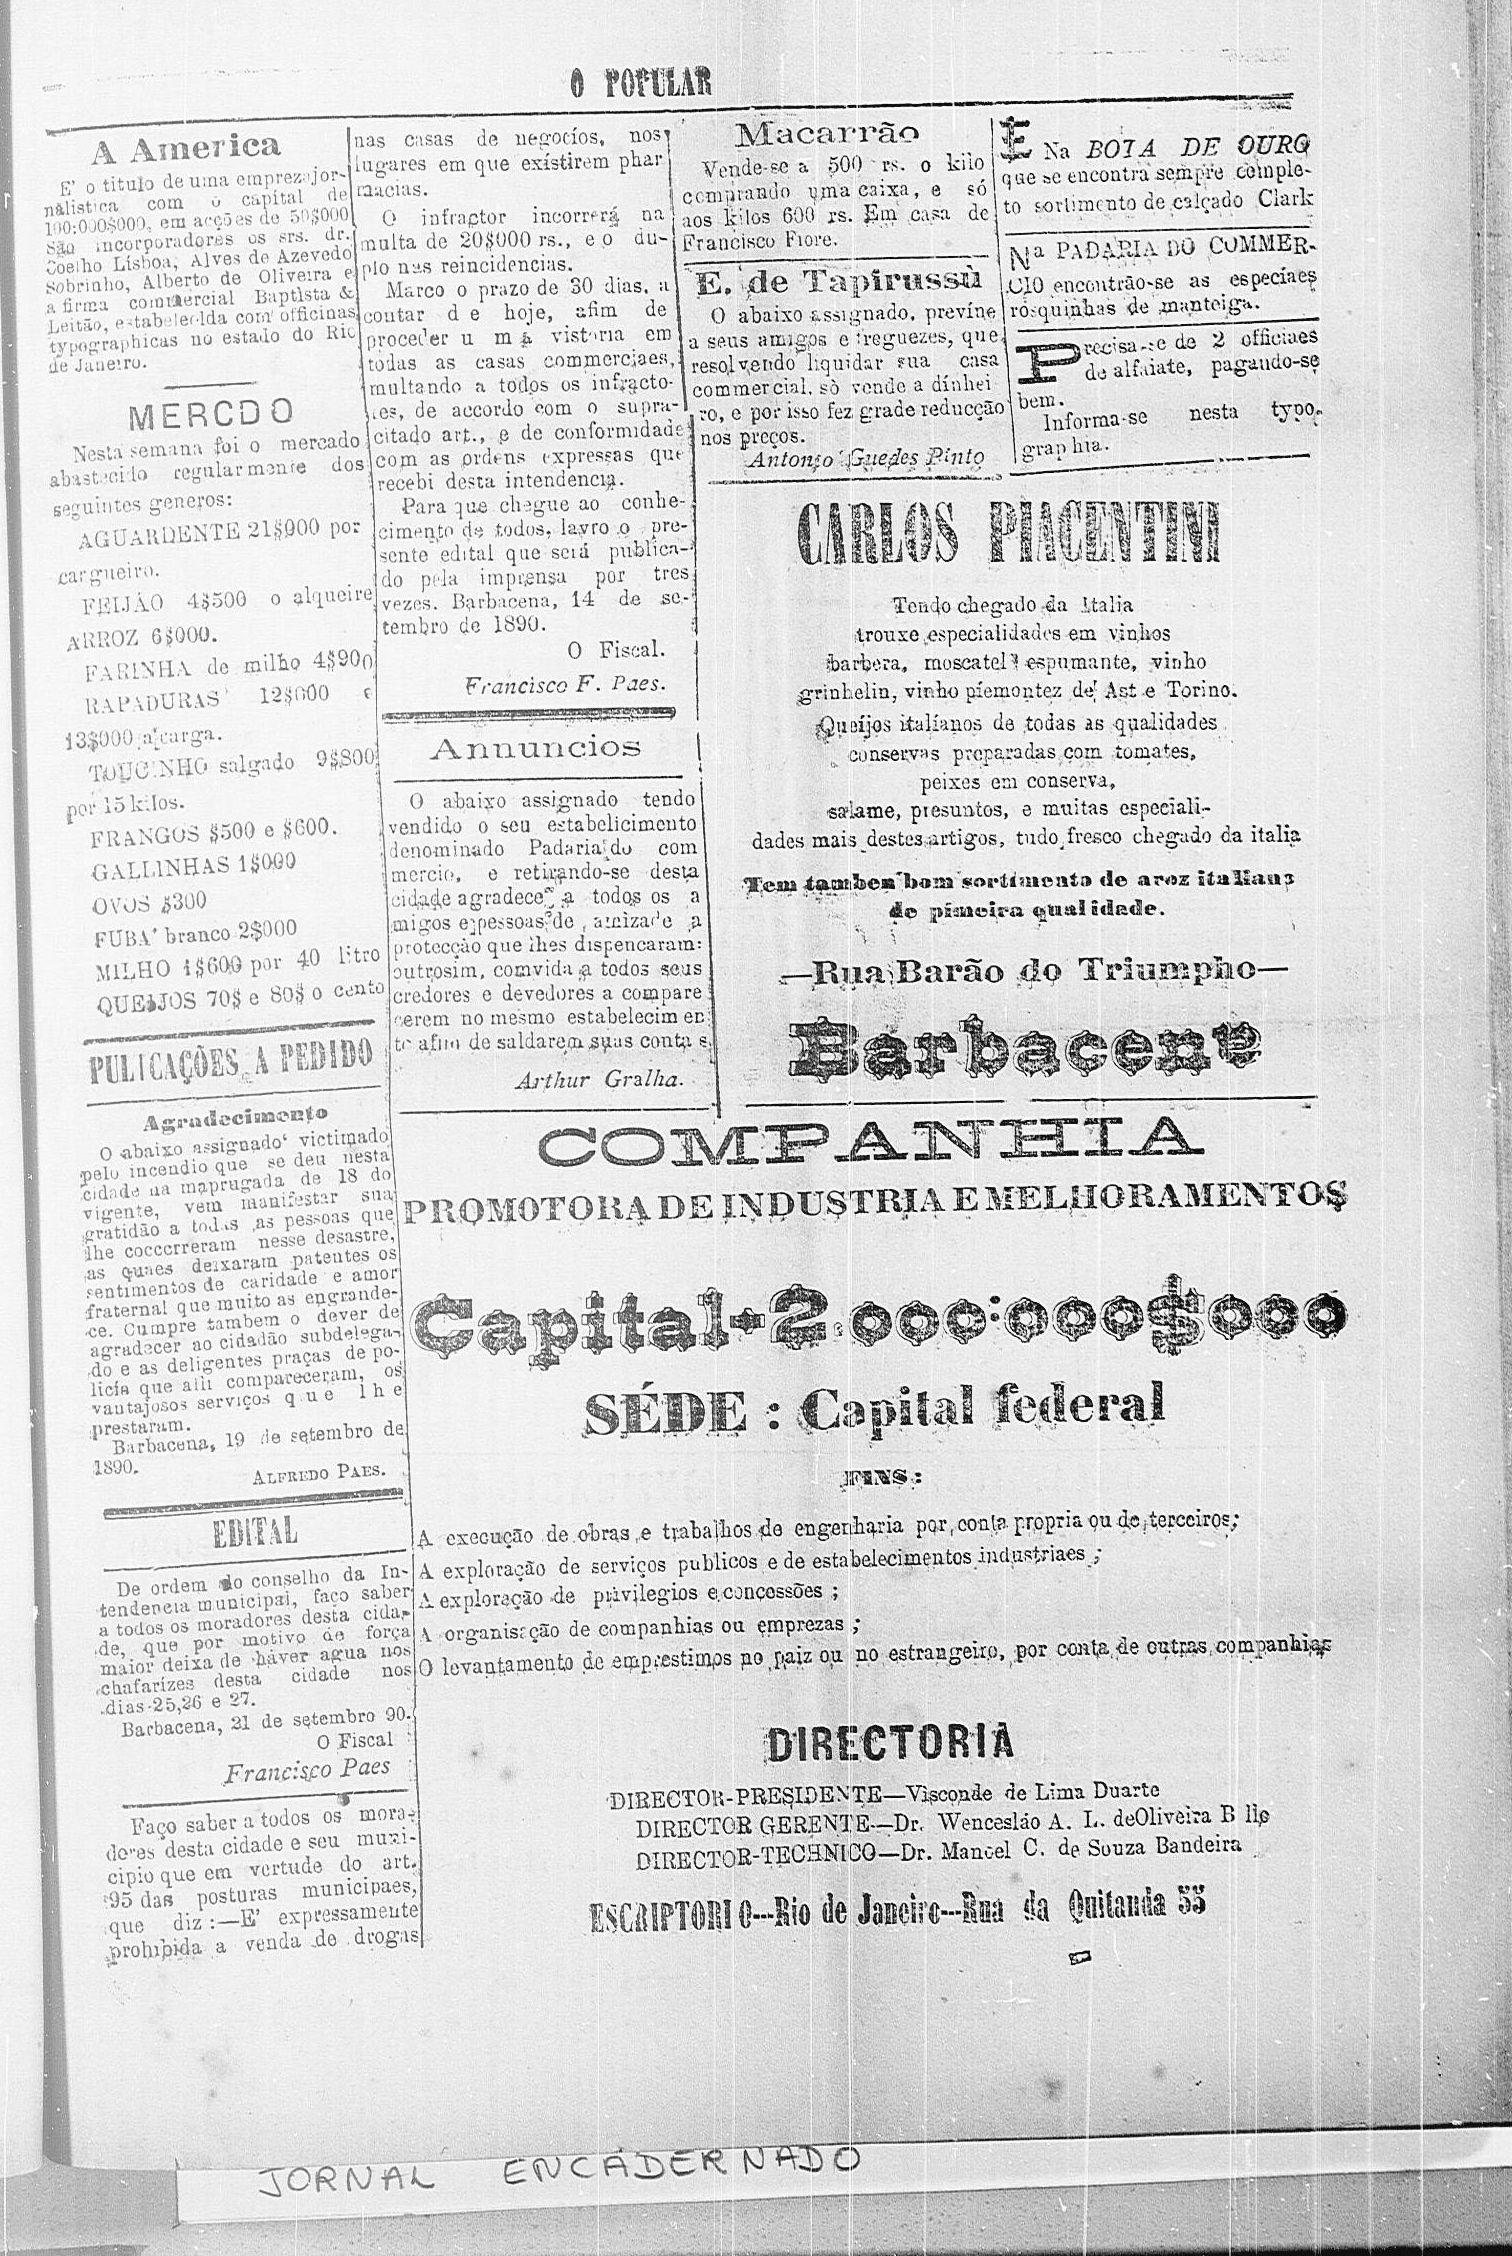 O POPULAR
A America
E' o titulo de uma empreza jor-
nalistica com o capital de
100:000$000, em acções de 50$000
São incorporadores os srs. dr.
Coelho Lisboa, Alves de Azevedo
Sobrinho, Alberto de Oliveira e
a firma commercial Baptista &
Leitão, estabelecida com officinas
typographicas no estado do Rio
de Janeiro.
MERCDO
Nesta semana foi o mercado
abastecido regularmente dos
seguintes generos:
AGUARDENTE 21$000 por
cargueiro.
FEIJÃO 4$500 o alqueire
ARROZ 6$000.
FARINHA de milho 4$900
RAPADURAS 12$000 e
13$000 a carga.
TOUCINHO salgado 9$800
por 15 kilos.
FRANGOS $500 e $600.
GALLINHAS 1$000
OVOS $300
FUBA' branco 2$000
MILHO 1$600 por 40 litro
QUEIJOS 70$ e 80$ o cento
PULICAÇÕES A PEDIDO
Agradecimento
O abaixo assignado victimado
pelo incendio que se deu nesta
cidade na maprugada de 18 do
vigente, vem manifestar sua
gratidão a todas as pessoas que
lhe coccorreram nesse desastre,
as quaes deixaram patentes os
sentimentos de caridade e amor
fraternal que muito as engrande-
ce. Cumpre tambem o dever de
agradecer ao cidadão subdelega-
do e as deligentes praças de po-
licia que alli compareceram, os
vantajosos serviços que lhe
prestaram.
Barbacena, 19 de setembro de
1890.
ALFREDO PAES.
EDITAL
De ordem do conselho da In-
tendencia municipal, faço saber
a todos os moradores desta cida-
de, que por motivo de força
maior deixa de haver agua nos
chafarizes desta cidade nos
dias 25,26 e 27.
Barbacena, 21 de setembro 90.
O Fiscal
Francisco Paes
Faço saber a todos os mora-
dores desta cidade e seu muni-
cipio que em vertude do art.
95 das posturas municipaes,
que diz:—E' expressamente
prohibida a venda de drogas
nas casas de negocios, nos
lugares em que existirem phar
macias.
O infractor incorrerá na
multa de 20$000 rs., e o du-
plo nas reincidencias.
Marco o prazo de 30 dias, a
contar de hoje, afim de
proceder u ma vistoria em
todas as casas commerciaes,
multando a todos os infracto-
res, de accordo com o supra-
citado art., e de conformidade
com as ordens expressas que
recebi desta intendencia.
Para que chegue ao conhe-
cimento de todos, lavro o pre-
sente edital que será publica-
do pela imprensa por tres
vezes. Barbacena, 14 de se-
tembro de 1890.
O Fiscal.
Francisco F. Paes.
Annuncios
O abaixo assignado tendo
vendido o seu estabelicimento
denominado Padaria do com
mercio, e retirando-se desta
cidade agradece a todos os a
migos e pessoas de amizade a
protecção que lhes dispencaram:
outrosim, comvida a todos seus
credores e devedores a compare
cerem no mesmo estabelecimen
to afim de saldarem suas conta s
Arthur Gralha.
Macarrão
Vende-se a 500 rs. o kilo
comprando uma caixa, e só
aos kilos 600 rs. Em casa de
Francisco Fiore.
E. de Tapirussù
O abaixo assignado, previne
a seus amigos e freguezes, que
resolvendo liquidar sua casa
commercial, sò vende a dinhei
ro, e por isso fez grade reducção
nos preços.
Antonio Guedes Pinto
É Na BOTA DE OURO
que se encontra sempre comple-
to sortimento de calçado Clark
Na PADARIA DO COMMER-
CIO encontrão-se as especiaes
rosquinhas de manteiga.
Precisa-se de 2 officiaes
de alfaiate, pagando-se
bem.
Informa-se nesta typo-
graphia.
CARLOS PIACENTINI
Tendo chegado da Italia
trouxe especialidades em vinhos
barbera, moscatel espumante, vinho
grinhelin, vinho piemontez de Ast e Torino.
Queijos italianos de todas as qualidades
conservas preparadas com tomates,
peixes em conserva,
salame, presuntos, e muitas especiali-
dades mais destes artigos, tudo fresco chegado da italia
Tem tambem bom sortimento de aroz italiano
de pimeira qualidade.
—Rua Barão do Triumpho—
Barbacena
COMPANHIA
PROMOTORA DE INDUSTRIA E MELHORAMENTOS
Capital-2.000:000$000
SÉDE: Capital federal
FINS:
A execução de obras e trabalhos de engenharia por conta propria ou de terceiros;
A exploração de serviços publicos e de estabelecimentos industriaes;
A exploração de privilegios e concessões;
A organisação de companhias ou emprezas;
O levantamento de emprestimos no paiz ou no estrangeiro, por conta de outras companhias
DIRECTORIA
DIRECTOR-PRESIDENTE—Visconde de Lima Duarte
DIRECTOR GERENTE—Dr. Wencesláo A. L. de Oliveira B llo
DIRECTOR-TECHNICO—Dr. Manoel C. de Souza Bandeira
ESCRIPTORIO---Rio de Janeiro---Rua da Quitanda 55
JORNAL ENCADERNADO